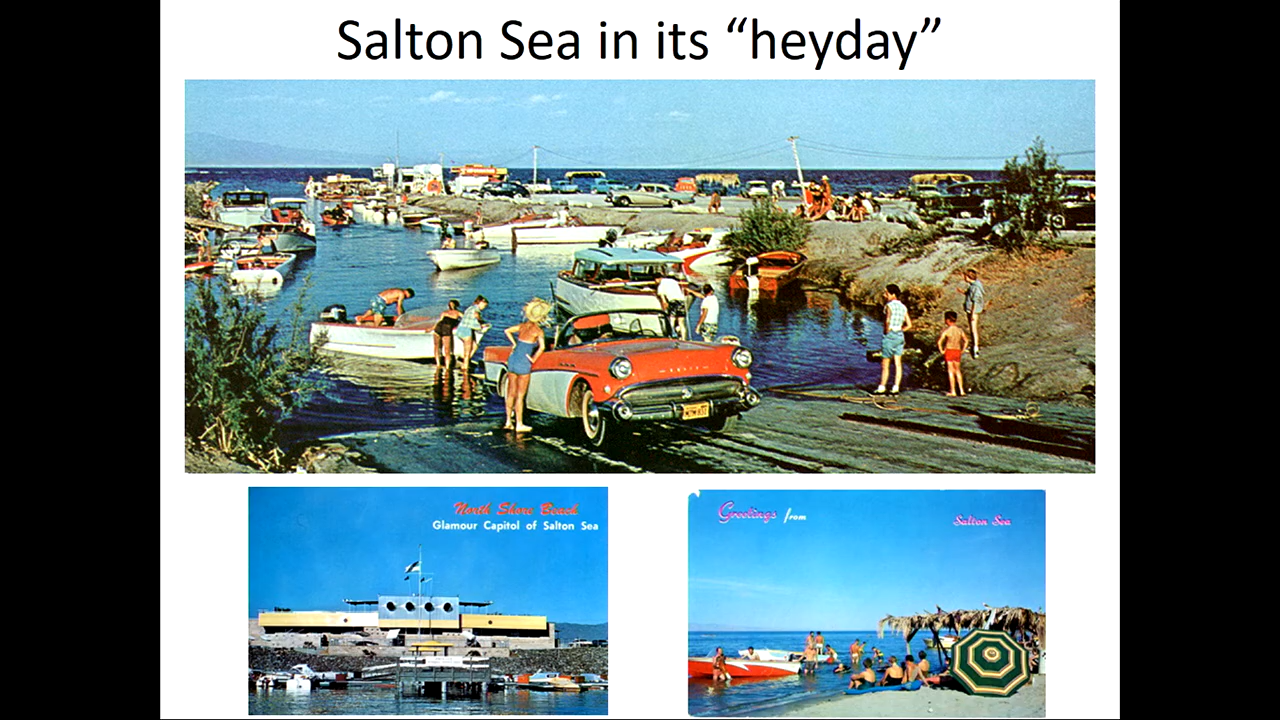 Salton Sea in its “heyday”
North Shore Beach
Glamour Capitol of Salton Sea
Greetings from
Salton Sea